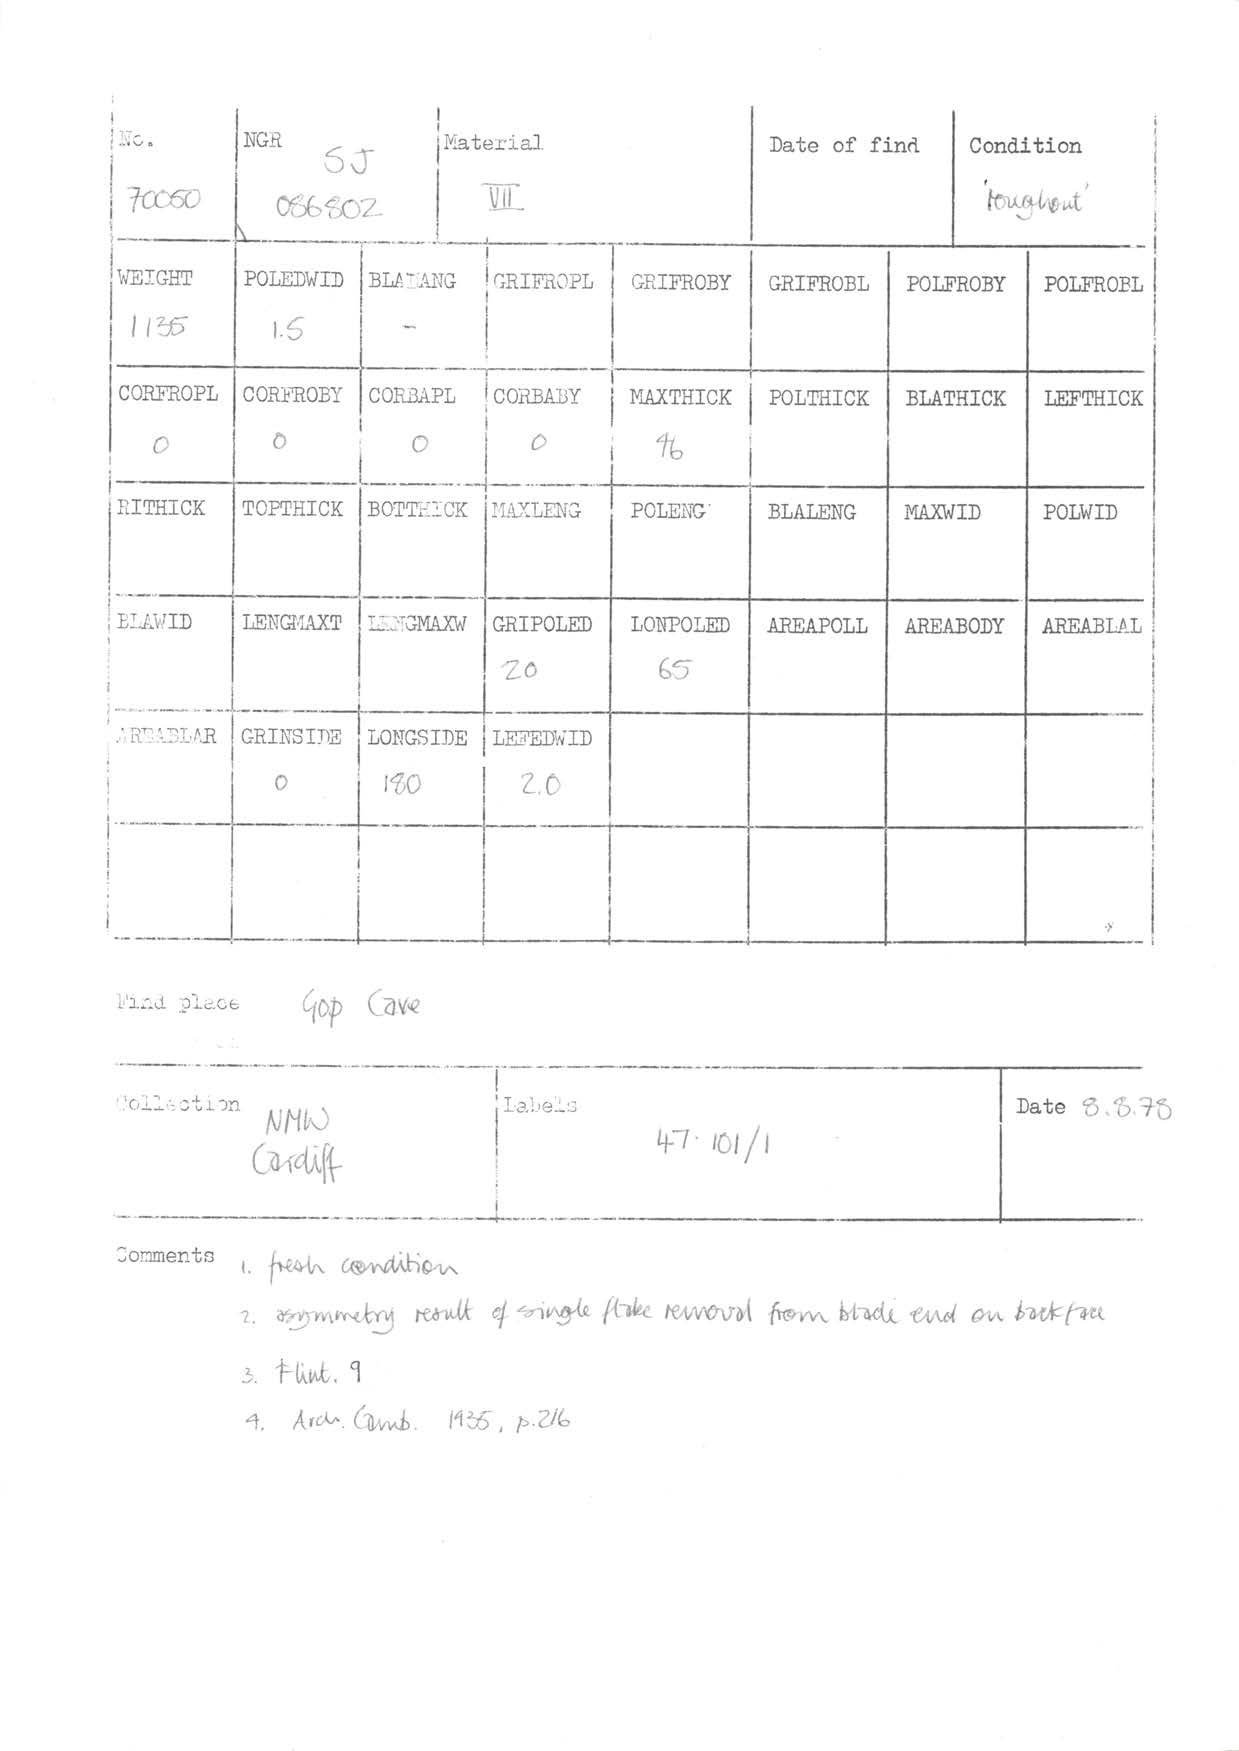 No. NGR Material Date of find Condition
SJ
70050 086802 VII 'roughout'
WEIGHT POLEDWID BLATANG GRIFROPL GRIFROBY GRIFROBL POLFROBY POLFROBL
1135 1.5 -
CORFROPL CORFROBY CORBAPL CORBABY MAXTHICK POLTHICK BLATHICK LEFTHICK
0 0 0 0 46
RITHICK TOPTHICK BOTTHICK MAXLENG POLENG BLALENG MAXWID POLWID
BLAWID LENGMAXT LENGMAXW GRIPOLED LONPOLED AREAPOLL AREABODY AREABLAL
20 65
AREABLAR GRINSIDE LONGSIDE LEFEDWID
0 180 2.0
Find place Gop Cave
Collection Labels Date 8.8.78
NMW 47.101/1
Cardiff
Comments 1. fresh condition
2. asymmetry result of single flake removal from blade end on back face
3. Flint. 9
4. Arch. Camb. 1935, p.216